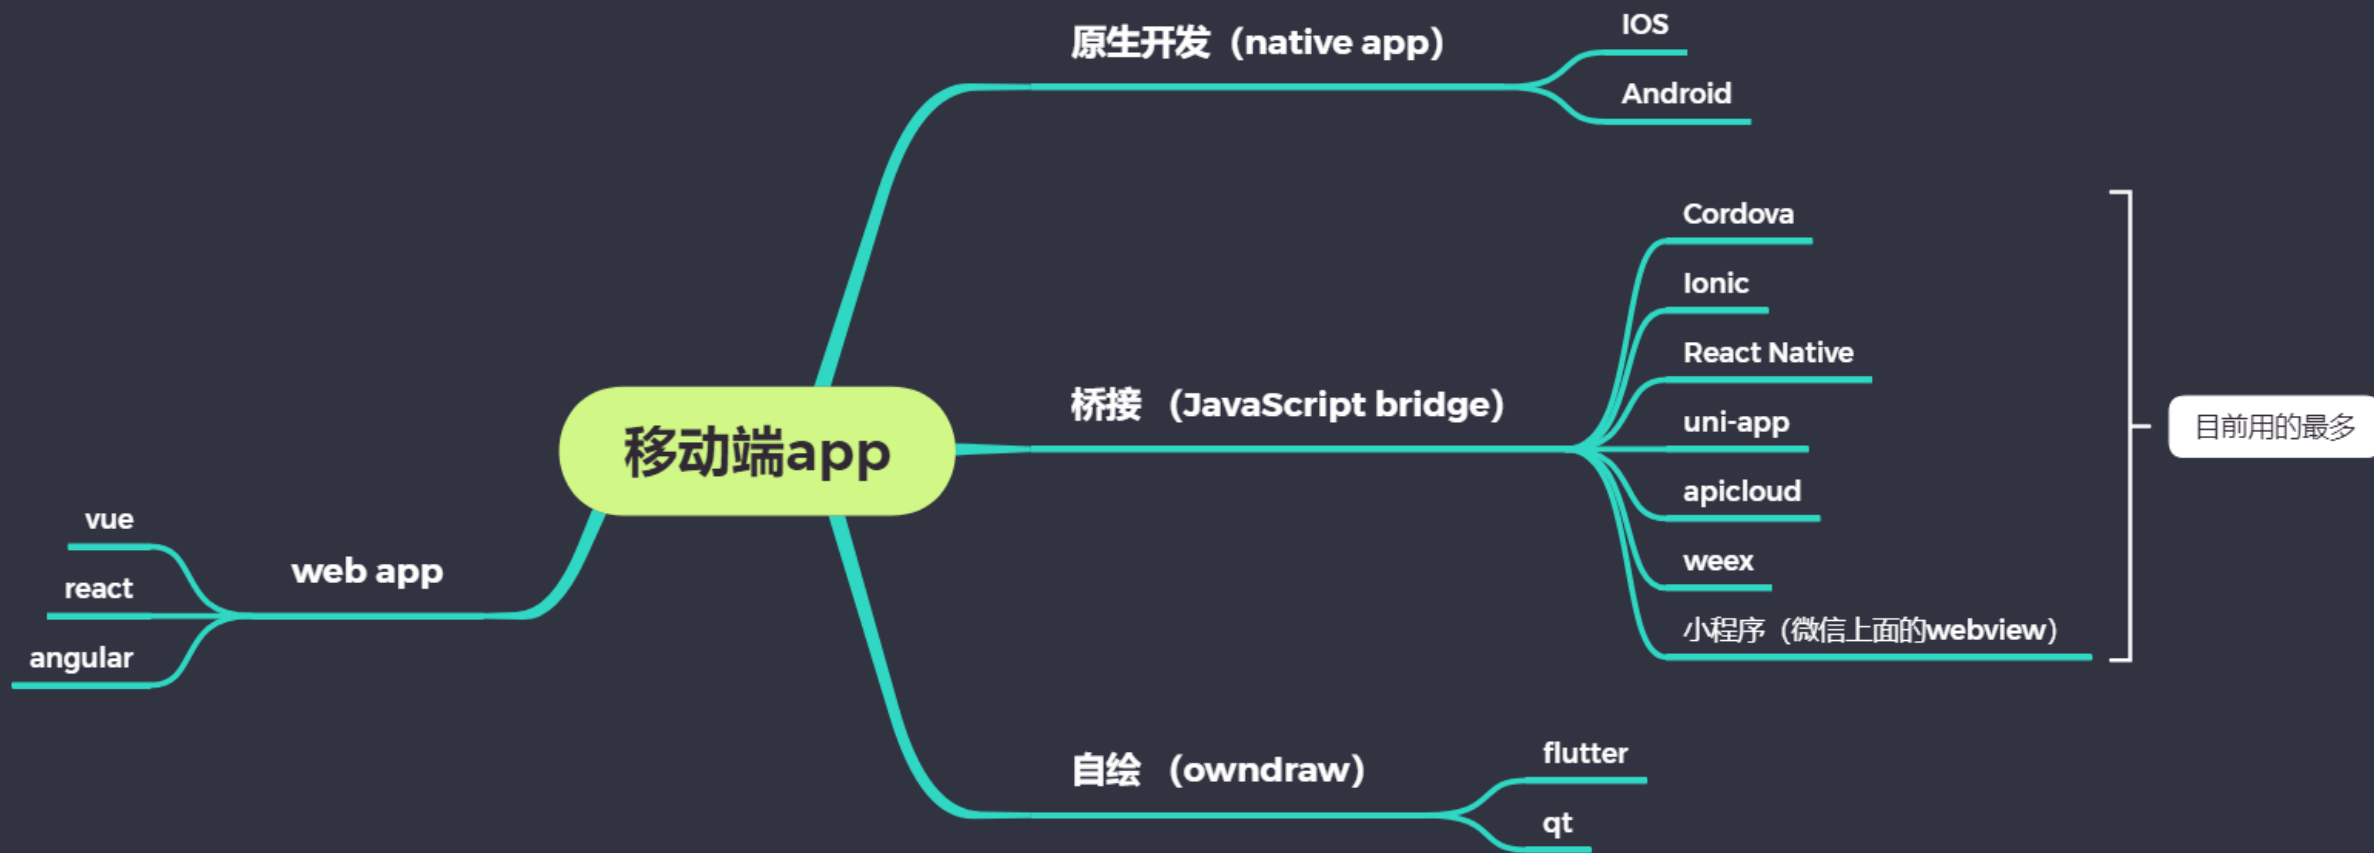 原生开发（native app）
IOS
Android
桥接 （JavaScript bridge）
Cordova
Ionic
React Native
uni-app
apicloud
weex
小程序（微信上面的webview）
目前用的最多
移动端app
web app
vue
react
angular
自绘 （owndraw）
flutter
qt